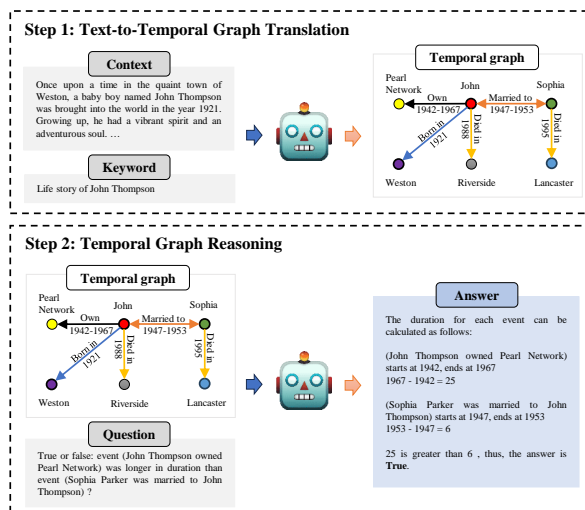 Step 1: Text-to-Temporal Graph Translation
Context
Once upon a time in the quaint town of
Weston, a baby boy named John Thompson
was brought into the world in the year 1921.
Growing up, he had a vibrant spirit and an
adventurous soul. …
Keyword
Life story of John Thompson
Temporal graph
Pearl
Network
John
Sophia
Own
1942-1967
Married to
1947-1953
Born in
1921
Died in
1988
Died in
1995
Weston
Riverside
Lancaster
Step 2: Temporal Graph Reasoning
Temporal graph
Pearl
Network
John
Sophia
Own
1942-1967
Married to
1947-1953
Born in
1921
Died in
1988
Died in
1995
Weston
Riverside
Lancaster
Question
True or false: event (John Thompson owned
Pearl Network) was longer in duration than
event (Sophia Parker was married to John
Thompson) ?
Answer
The duration for each event can be
calculated as follows:
(John Thompson owned Pearl Network)
starts at 1942, ends at 1967
1967 - 1942 = 25
(Sophia Parker was married to John
Thompson) starts at 1947, ends at 1953
1953 - 1947 = 6
25 is greater than 6 , thus, the answer is
True.